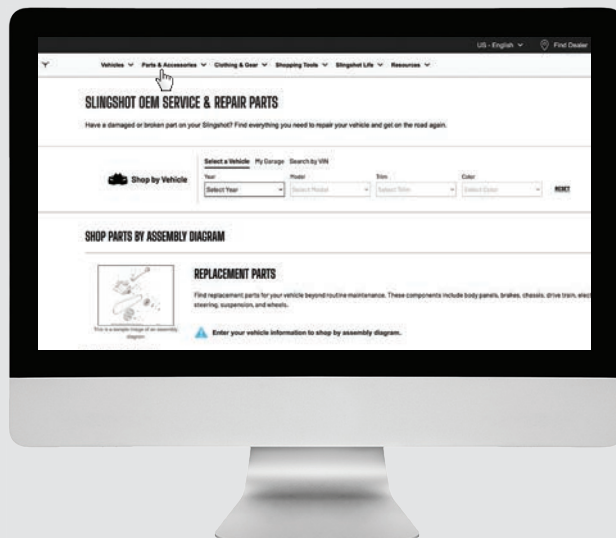 US - English Find Dealer
Vehicles Parts & Accessories Clothing & Gear Shopping Tools Slingshot Life Resources
SLINGSHOT OEM SERVICE & REPAIR PARTS
Have a damaged or broken part on your Slingshot? Find everything you need to repair your vehicle and get on the road again.
Select a Vehicle My Garage Search by VIN
Shop by Vehicle
Year Model Trim Color
Select Year Select Model Select Trim Select Color RESET
SHOP PARTS BY ASSEMBLY DIAGRAM
REPLACEMENT PARTS
Find replacement parts for your vehicle beyond routine maintenance. These components include body panels, brakes, chassis, drive train,
steering, suspension, and wheels.
This is a sample image of an assembly
diagram
Enter your vehicle information to shop by assembly diagram.